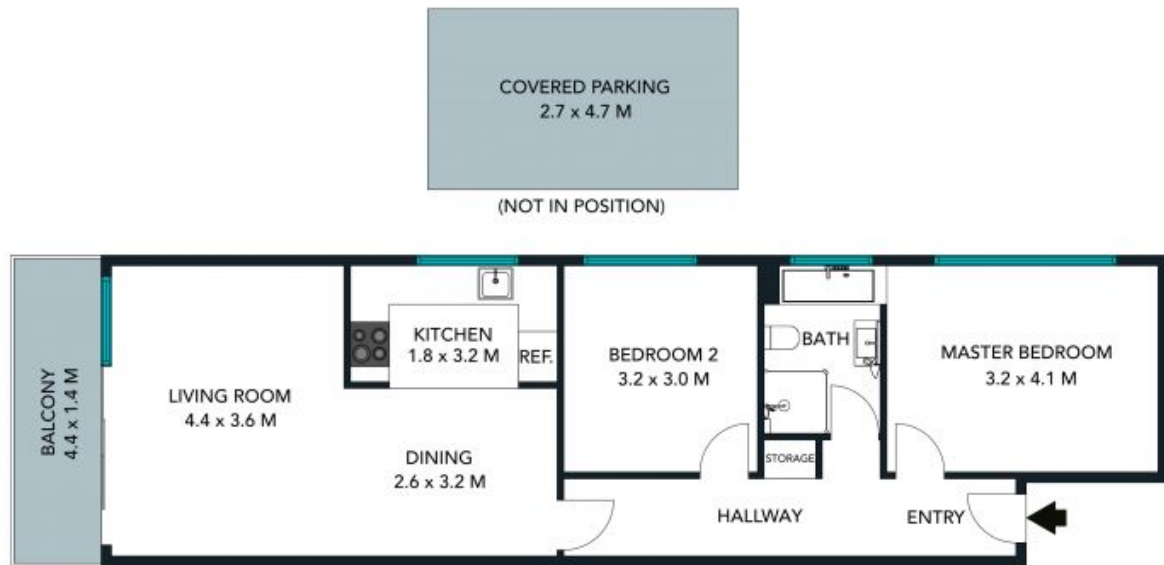 COVERED PARKING
2.7 x 4.7 M
(NOT IN POSITION)
BALCONY
4.4 x 1.4 M
LIVING ROOM
4.4 x 3.6 M
KITCHEN
1.8 x 3.2 M
REF.
DINING
2.6 x 3.2 M
BEDROOM 2
3.2 x 3.0 M
BATH
STORAGE
MASTER BEDROOM
3.2 x 4.1 M
HALLWAY
ENTRY